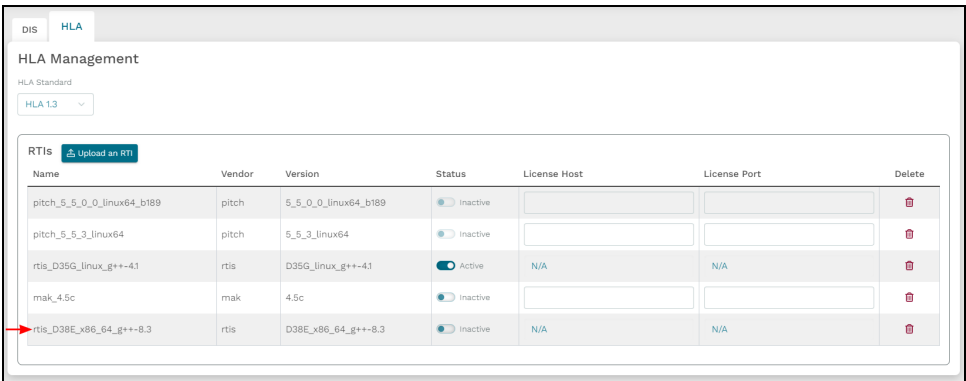 DIS HLA
HLA Management
HLA Standard
HLA 1.3
RTIs Upload an RTI
Name Vendor Version Status License Host License Port Delete
pitch_5_5_0_0_linux64_b189 pitch 5_5_0_0_linux64_b189 Inactive
pitch_5_5_3_linux64 pitch 5_5_3_linux64 Inactive
rtis_D35G_linux_g++-4.1 rtis D35G_linux_g++-4.1 Active N/A N/A
mak_4.5c mak 4.5c Inactive
rtis_D38E_x86_64_g++-8.3 rtis D38E_x86_64_g++-8.3 Inactive N/A N/A